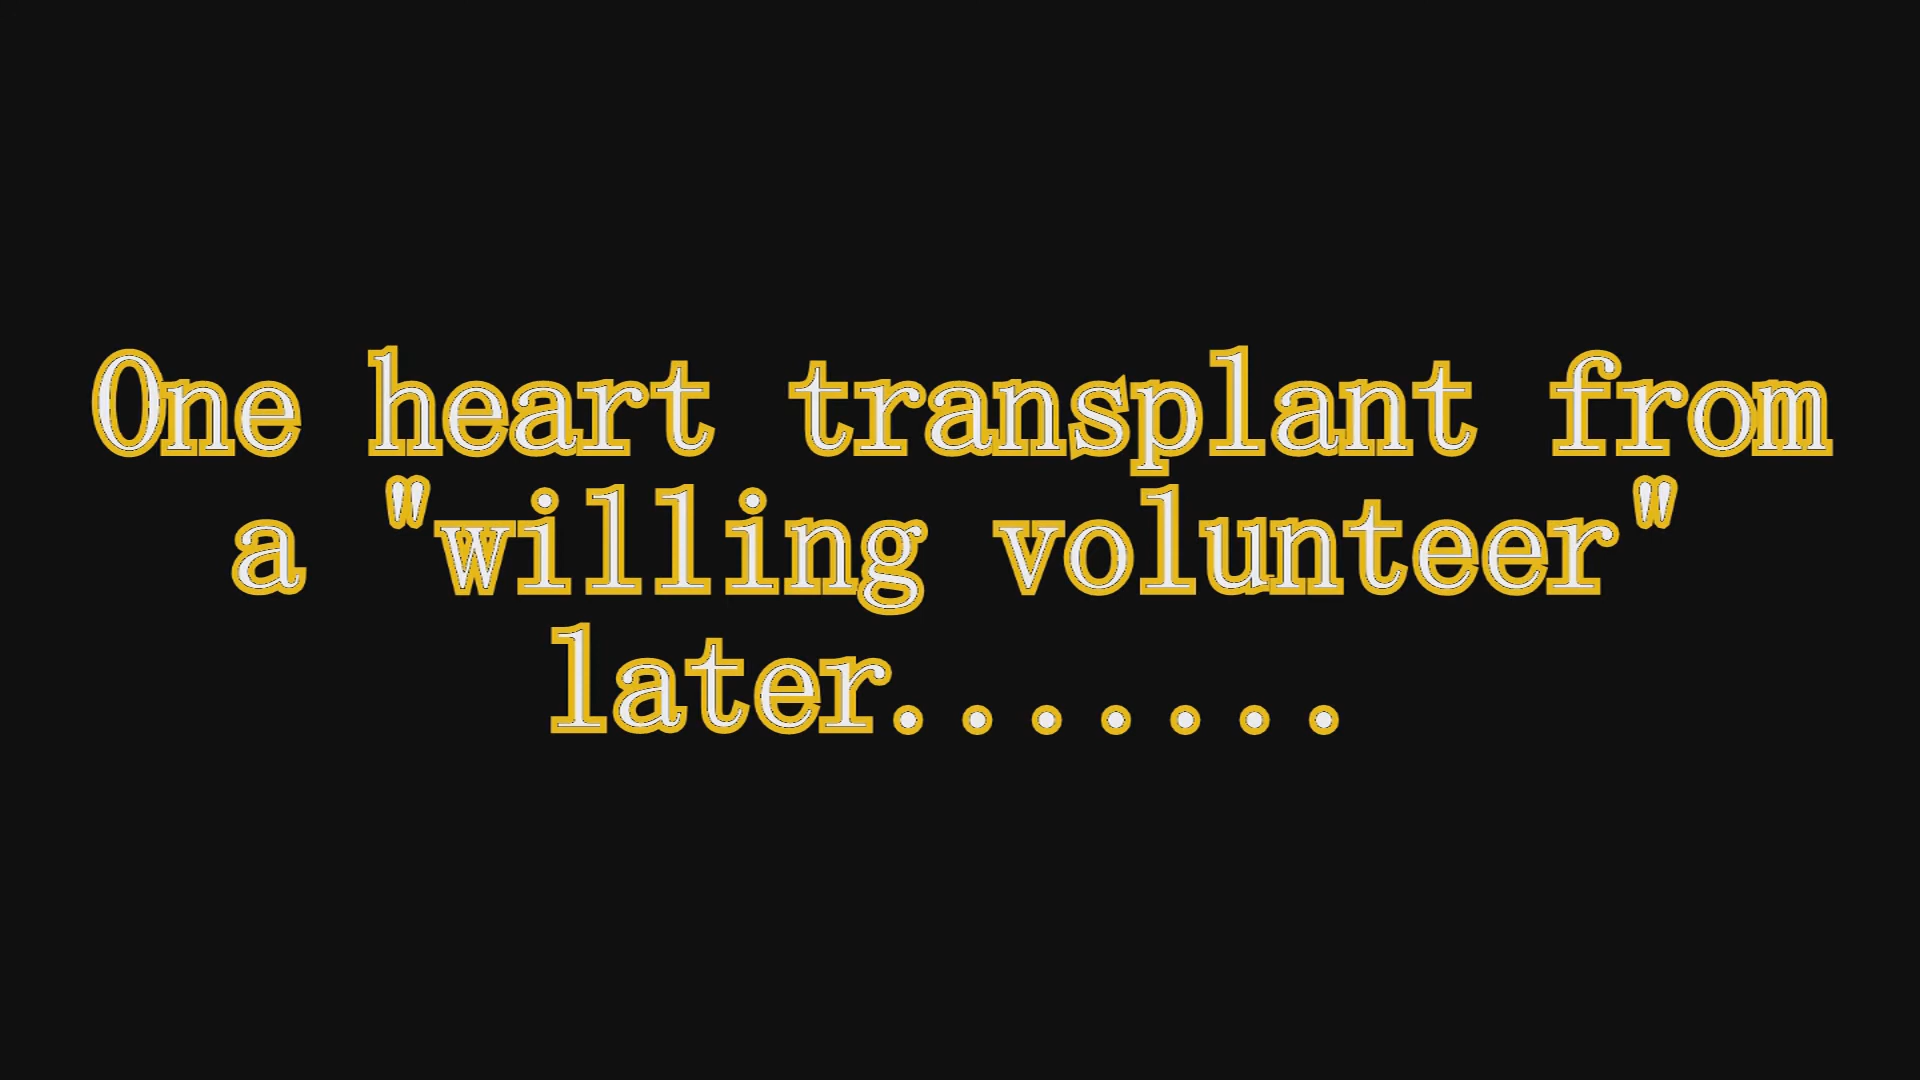 One heart transplant from
a "willing volunteer"
later.......